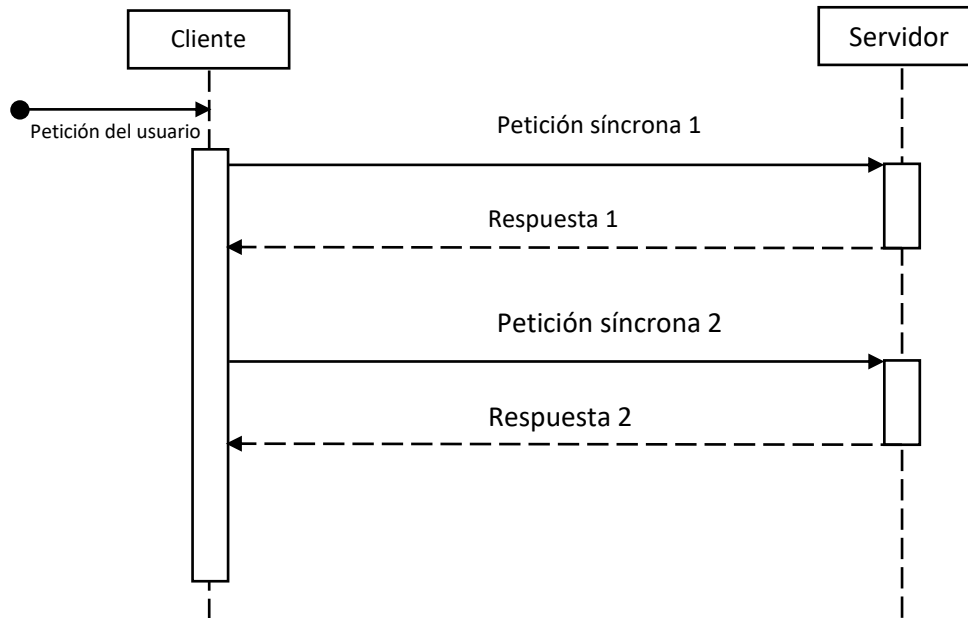 Cliente
Servidor
Petición del usuario
Petición síncrona 1
Respuesta 1
Petición síncrona 2
Respuesta 2